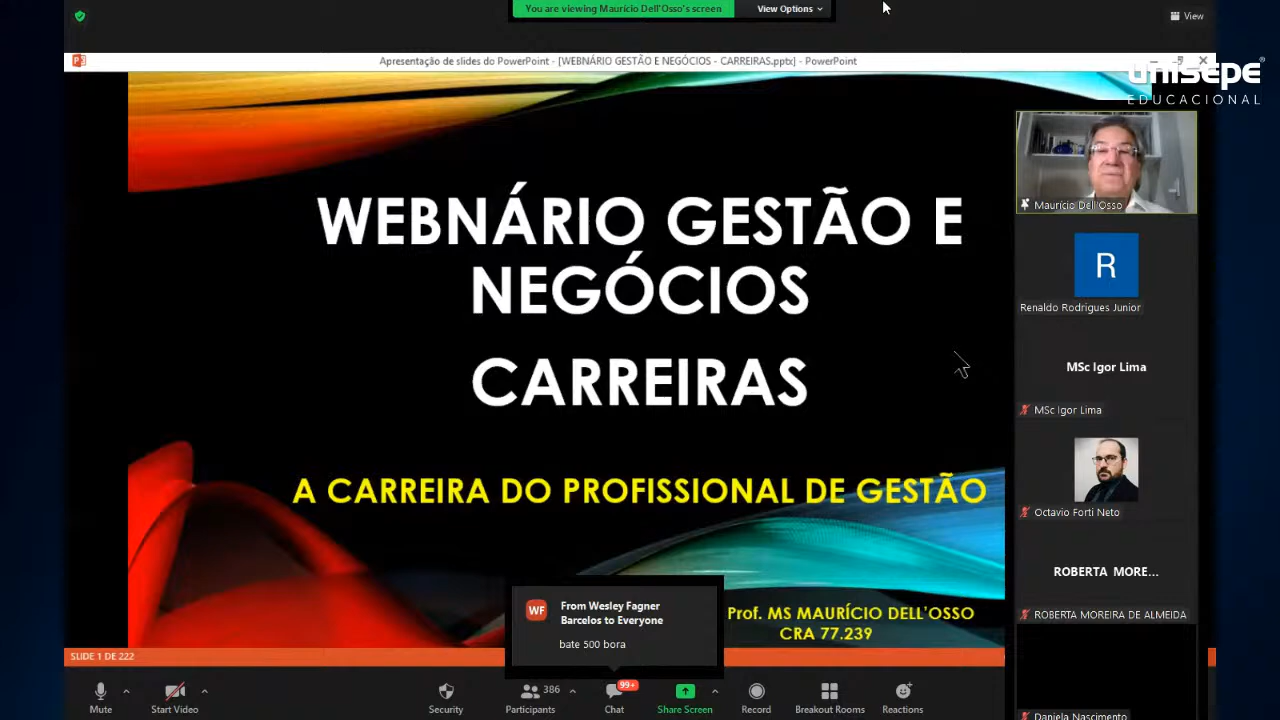 You are viewing Maurício Dell'Osso's screen
View Options
View
Apresentação de slides do PowerPoint - [WEBNÁRIO GESTÃO E NEGÓCIOS - CARREIRAS.pptx] - PowerPoint
unisepe
EDUCACIONAL
WEBNÁRIO GESTÃO E
NEGÓCIOS
CARREIRAS
A CARREIRA DO PROFISSIONAL DE GESTÃO
Prof. MS MAURÍCIO DELL'OSSO
CRA 77.239
Maurício Dell'Osso
R
Renaldo Rodrigues Junior
MSc Igor Lima
MSc Igor Lima
Octavio Forti Neto
ROBERTA MORE...
ROBERTA MOREIRA DE ALMEIDA
Daniela Nascimento
WF
From Wesley Fagner
Barcelos to Everyone
bate 500 bora
SLIDE 1 DE 222
Mute
Start Video
Security
386
Participants
99+
Chat
Share Screen
Record
Breakout Rooms
Reactions